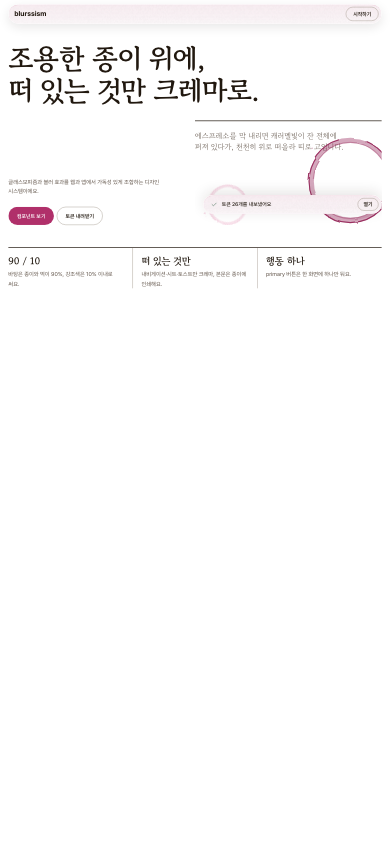 blurssism
시작하기
조용한 종이 위에,
떠 있는 것만 크레마로.
에스프레소를 막 내리면 캐러멜빛이 잔 전체에
퍼져 있다가, 천천히 위로 떠올라 띠로 고입니다.
글래스모피즘과 블러 효과를 웹과 앱에서 가독성 있게 조합하는 디자인
시스템이에요.
컴포넌트 보기
토큰 내려받기
토큰 26개를 내보냈어요
열기
90 / 10
바탕은 종이와 먹이 90%, 강조색은 10% 이내로
써요.
떠 있는 것만
내비게이션·시트·토스트만 크레마, 본문은 종이에
인쇄해요.
행동 하나
primary 버튼은 한 화면에 하나만 둬요.